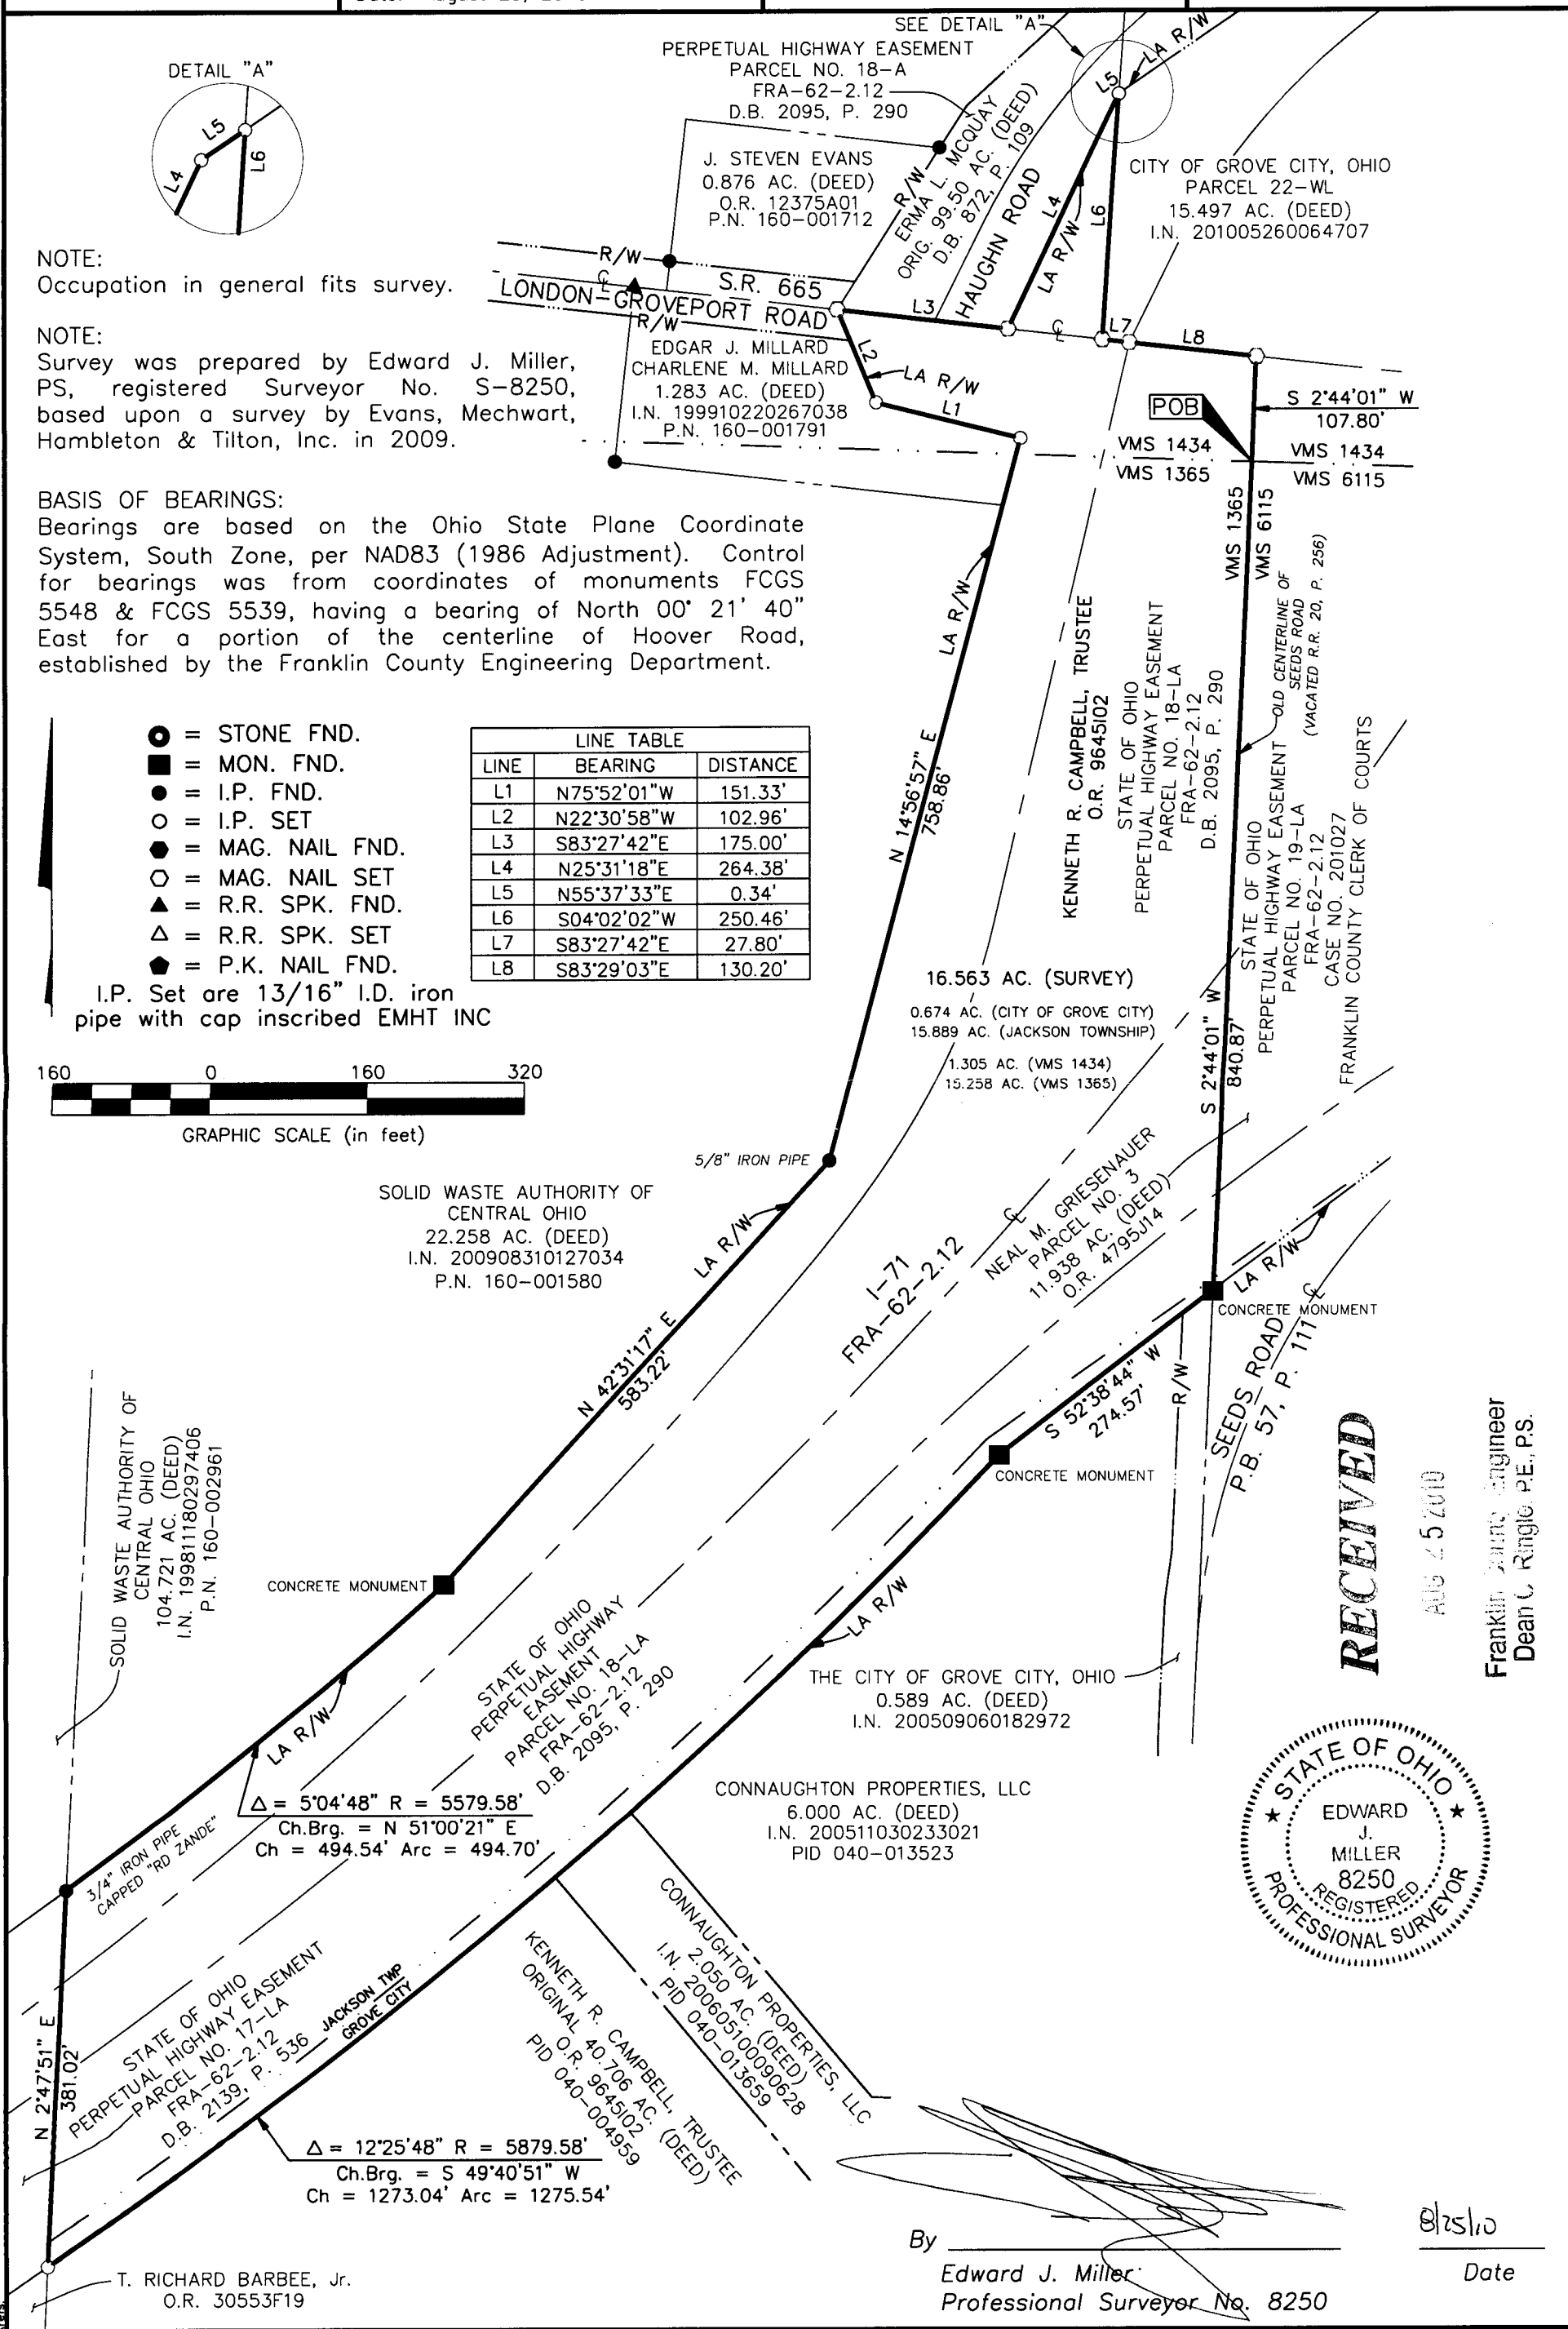 SEE DETAIL "A"
DETAIL "A"
L5
L4
L6
PERPETUAL HIGHWAY EASEMENT
PARCEL NO. 18-A
FRA-62-2.12
D.B. 2095, P. 290
LA R/W
L5
J. STEVEN EVANS
0.876 AC. (DEED)
O.R. 12375A01
P.N. 160-001712
R/W
ERMA L. MCQUAY
ORIG. 99.50 AC. (DEED)
D.B. 872, P. 109
HAUGHN ROAD
L4
LA R/W
L6
CITY OF GROVE CITY, OHIO
PARCEL 22-WL
15.497 AC. (DEED)
I.N. 201005260064707
NOTE:
Occupation in general fits survey.
R/W
S.R. 665
LONDON-GROVEPORT ROAD
R/W
L3
L7
L8
NOTE:
Survey was prepared by Edward J. Miller,
PS, registered Surveyor No. S-8250,
based upon a survey by Evans, Mechwart,
Hambleton & Tilton, Inc. in 2009.
EDGAR J. MILLARD
CHARLENE M. MILLARD
1.283 AC. (DEED)
I.N. 199910220267038
P.N. 160-001791
L2
LA R/W
L1
POB
S 2°44'01" W
107.80'
VMS 1434
VMS 1365
VMS 1434
VMS 6115
VMS 1365
VMS 6115
BASIS OF BEARINGS:
Bearings are based on the Ohio State Plane Coordinate
System, South Zone, per NAD83 (1986 Adjustment). Control
for bearings was from coordinates of monuments FCGS
5548 & FCGS 5539, having a bearing of North 00° 21' 40"
East for a portion of the centerline of Hoover Road,
established by the Franklin County Engineering Department.
LA R/W
N 14°56'57" E
758.86'
KENNETH R. CAMPBELL, TRUSTEE
O.R. 9645I02
STATE OF OHIO
PERPETUAL HIGHWAY EASEMENT
PARCEL NO. 18-LA
FRA-62-2.12
D.B. 2095, P. 290
OLD CENTERLINE OF
SEEDS ROAD
(VACATED R.R. 20, P. 256)
STATE OF OHIO
PERPETUAL HIGHWAY EASEMENT
PARCEL NO. 19-LA
FRA-62-2.12
CASE NO. 201027
FRANKLIN COUNTY CLERK OF COURTS
S 2°44'01" W
840.87'
= STONE FND.
= MON. FND.
= I.P. FND.
= I.P. SET
= MAG. NAIL FND.
= MAG. NAIL SET
= R.R. SPK. FND.
= R.R. SPK. SET
= P.K. NAIL FND.
I.P. Set are 13/16" I.D. iron
pipe with cap inscribed EMHT INC
LINE TABLE
LINE BEARING DISTANCE
L1 N75°52'01"W 151.33'
L2 N22°30'58"W 102.96'
L3 S83°27'42"E 175.00'
L4 N25°31'18"E 264.38'
L5 N55°37'33"E 0.34'
L6 S04°02'02"W 250.46'
L7 S83°27'42"E 27.80'
L8 S83°29'03"E 130.20'
16.563 AC. (SURVEY)
0.674 AC. (CITY OF GROVE CITY)
15.889 AC. (JACKSON TOWNSHIP)
1.305 AC. (VMS 1434)
15.258 AC. (VMS 1365)
160 0 160 320
GRAPHIC SCALE (in feet)
5/8" IRON PIPE
SOLID WASTE AUTHORITY OF
CENTRAL OHIO
22.258 AC. (DEED)
I.N. 200908310127034
P.N. 160-001580
LA R/W
N 42°31'17" E
583.22'
I-71
FRA-62-2.12
NEAL M. GRIESENAUER
PARCEL NO. 3
11.938 AC. (DEED)
O.R. 4795J14
LA R/W
CONCRETE MONUMENT
S 52°38'44" W
274.57'
R/W
SEEDS ROAD
P.B. 57, P. 111
CONCRETE MONUMENT
SOLID WASTE AUTHORITY OF
CENTRAL OHIO
104.721 AC. (DEED)
I.N. 199811180297406
P.N. 160-002961
CONCRETE MONUMENT
LA R/W
LA R/W
STATE OF OHIO
PERPETUAL HIGHWAY
EASEMENT
PARCEL NO. 18-LA
FRA-62-2.12
D.B. 2095, P. 290
THE CITY OF GROVE CITY, OHIO
0.589 AC. (DEED)
I.N. 200509060182972
RECEIVED
AUG 25 2010
Franklin County Engineer
Dean C. Ringle, P.E., P.S.
Δ = 5°04'48" R = 5579.58'
Ch.Brg. = N 51°00'21" E
Ch = 494.54' Arc = 494.70'
CONNAUGHTON PROPERTIES, LLC
6.000 AC. (DEED)
I.N. 200511030233021
PID 040-013523
STATE OF OHIO
EDWARD
J.
MILLER
8250
REGISTERED
PROFESSIONAL SURVEYOR
3/4" IRON PIPE
CAPPED "RD ZANDE"
N 2°47'51" E
381.02'
STATE OF OHIO
PERPETUAL HIGHWAY EASEMENT
PARCEL NO. 17-LA
FRA-62-2.12
D.B. 2139, P. 536
JACKSON TWP
GROVE CITY
KENNETH R. CAMPBELL, TRUSTEE
ORIGINAL 40.706 AC. (DEED)
O.R. 9645I02
PID 040-004959
CONNAUGHTON PROPERTIES, LLC
2.050 AC. (DEED)
I.N. 200605100090628
PID 040-013659
Δ = 12°25'48" R = 5879.58'
Ch.Brg. = S 49°40'51" W
Ch = 1273.04' Arc = 1275.54'
T. RICHARD BARBEE, Jr.
O.R. 30553F19
By
Edward J. Miller
Professional Surveyor No. 8250
8/25/10
Date